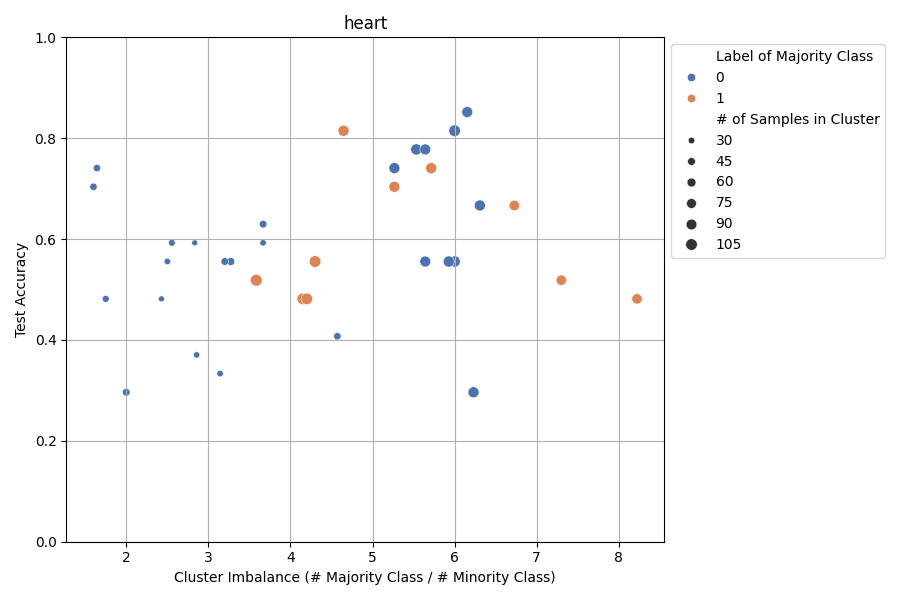 heart
1.0
0.8
0.6
0.4
0.2
0.0
Test Accuracy
2 3 4 5 6 7 8
Cluster Imbalance (# Majority Class / # Minority Class)
Label of Majority Class
0
1
# of Samples in Cluster
30
45
60
75
90
105